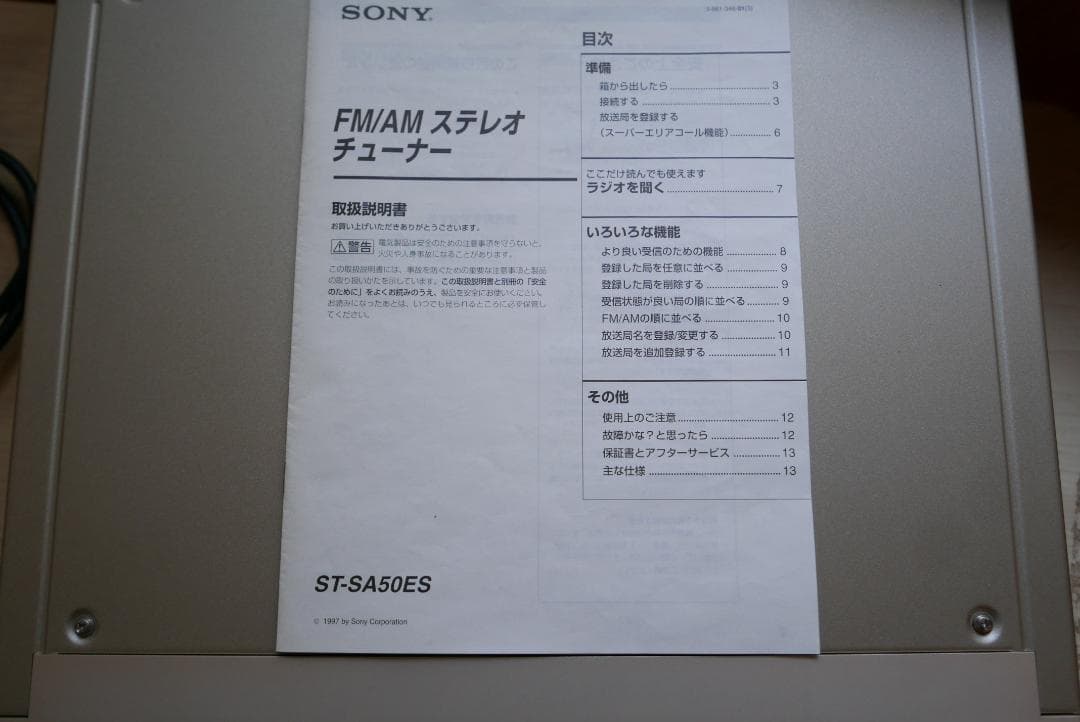 SONY
FM/AM ステレオ
チューナー
取扱説明書
お買い上げいただきありがとうございます。
警告
電気製品は安全のための注意事項を守らないと、
火災や人身事故になることがあります。
この取扱説明書には、事故を防ぐための重要な注意事項と製品
の取り扱いかたを示しています。この取扱説明書と別冊の「安全
のために」をよくお読みのうえ、製品を安全にお使いください。
お読みになったあとは、いつでも見られるところに必ず保管し
てください。
ST-SA50ES
© 1997 by Sony Corporation
目次
準備
箱から出したら 3
接続する 3
放送局を登録する
（スーパーエリアコール機能） 6
ここだけ読んでも使えます
ラジオを聞く 7
いろいろな機能
より良い受信のための機能 8
登録した局を任意に並べる 9
登録した局を削除する 9
受信状態が良い局の順に並べる 9
FM/AMの順に並べる 10
放送局名を登録/変更する 10
放送局を追加登録する 11
その他
使用上のご注意 12
故障かな？と思ったら 12
保証書とアフターサービス 13
主な仕様 13